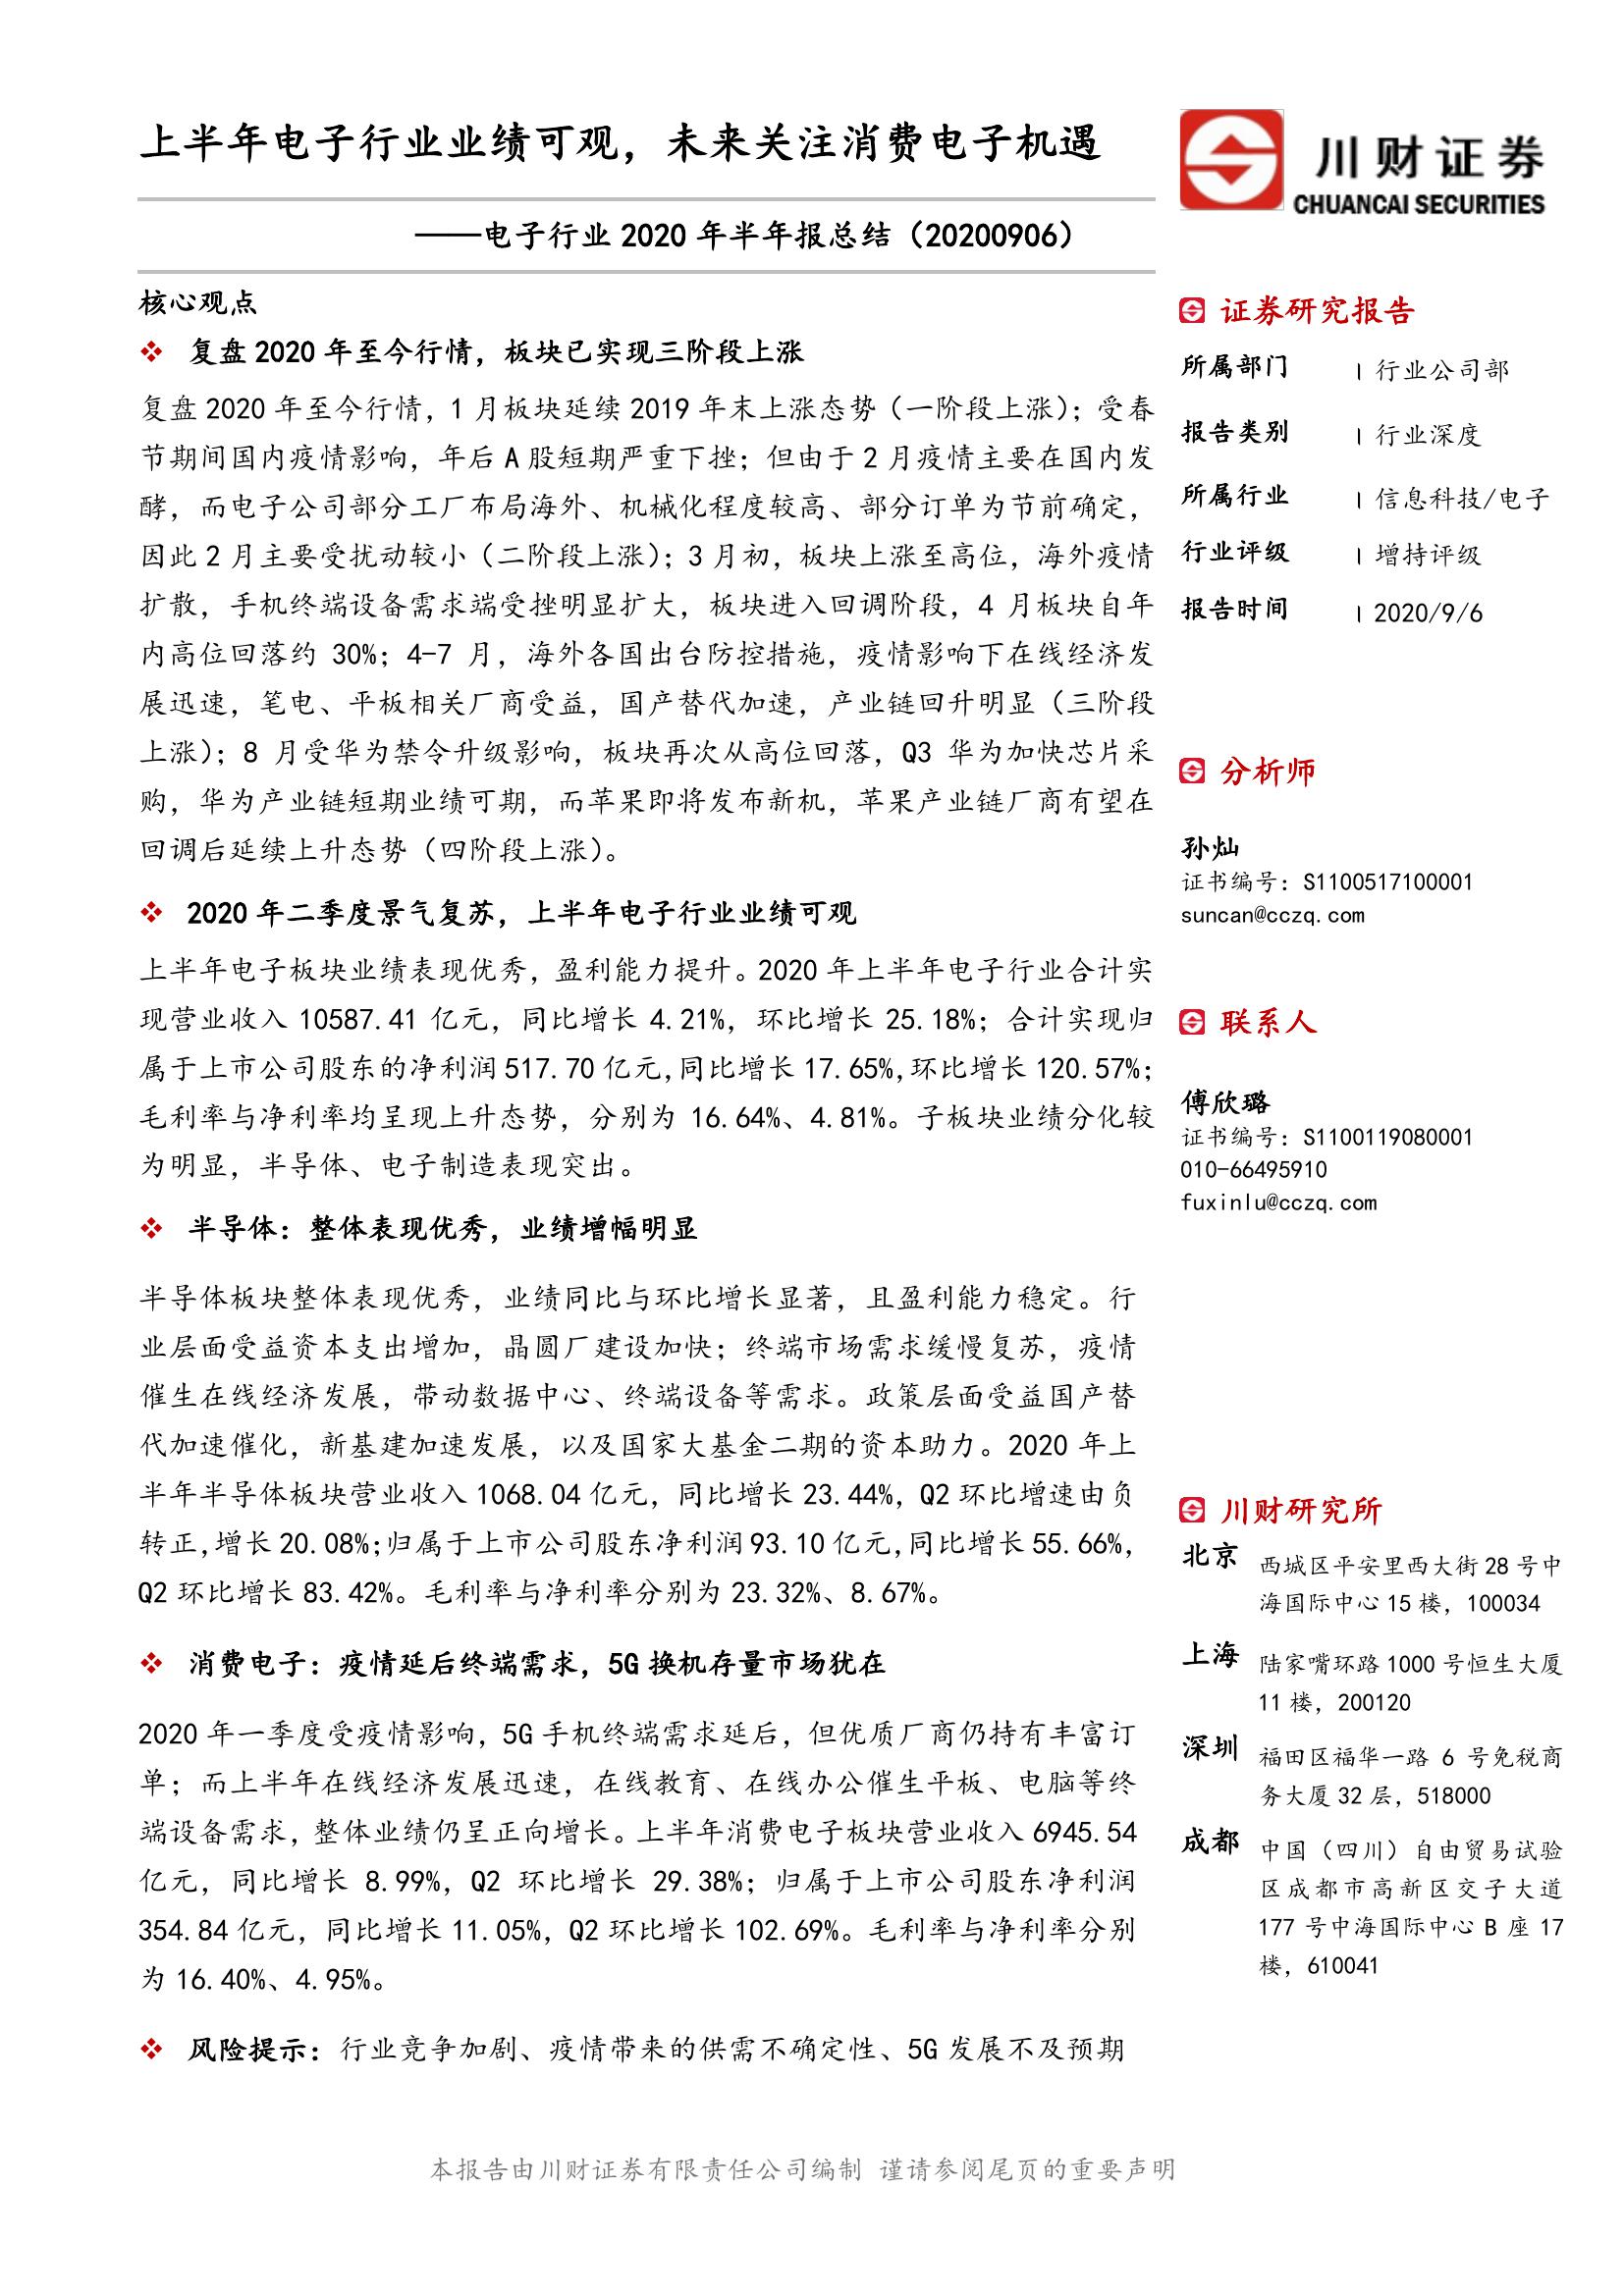 上半年电子行业业绩可观，未来关注消费电子机遇
——电子行业 2020 年半年报总结（20200906）
核心观点
复盘 2020 年至今行情，板块已实现三阶段上涨
复盘 2020 年至今行情，1 月板块延续 2019 年末上涨态势（一阶段上涨）；受春
节期间国内疫情影响，年后 A 股短期严重下挫；但由于 2 月疫情主要在国内发
酵，而电子公司部分工厂布局海外、机械化程度较高、部分订单为节前确定，
因此 2 月主要受扰动较小（二阶段上涨）；3 月初，板块上涨至高位，海外疫情
扩散，手机终端设备需求端受挫明显扩大，板块进入回调阶段，4 月板块自年
内高位回落约 30%；4-7 月，海外各国出台防控措施，疫情影响下在线经济发
展迅速，笔电、平板相关厂商受益，国产替代加速，产业链回升明显（三阶段
上涨）；8 月受华为禁令升级影响，板块再次从高位回落，Q3 华为加快芯片采
购，华为产业链短期业绩可期，而苹果即将发布新机，苹果产业链厂商有望在
回调后延续上升态势（四阶段上涨）。
2020 年二季度景气复苏，上半年电子行业业绩可观
上半年电子板块业绩表现优秀，盈利能力提升。2020 年上半年电子行业合计实
现营业收入 10587.41 亿元，同比增长 4.21%，环比增长 25.18%；合计实现归
属于上市公司股东的净利润 517.70 亿元，同比增长 17.65%，环比增长 120.57%；
毛利率与净利率均呈现上升态势，分别为 16.64%、4.81%。子板块业绩分化较
为明显，半导体、电子制造表现突出。
半导体：整体表现优秀，业绩增幅明显
半导体板块整体表现优秀，业绩同比与环比增长显著，且盈利能力稳定。行
业层面受益资本支出增加，晶圆厂建设加快；终端市场需求缓慢复苏，疫情
催生在线经济发展，带动数据中心、终端设备等需求。政策层面受益国产替
代加速催化，新基建加速发展，以及国家大基金二期的资本助力。2020 年上
半年半导体板块营业收入 1068.04 亿元，同比增长 23.44%，Q2 环比增速由负
转正，增长 20.08%；归属于上市公司股东净利润 93.10 亿元，同比增长 55.66%，
Q2 环比增长 83.42%。毛利率与净利率分别为 23.32%、8.67%。
消费电子：疫情延后终端需求，5G 换机存量市场犹在
2020 年一季度受疫情影响，5G 手机终端需求延后，但优质厂商仍持有丰富订
单；而上半年在线经济发展迅速，在线教育、在线办公催生平板、电脑等终
端设备需求，整体业绩仍呈正向增长。上半年消费电子板块营业收入 6945.54
亿元，同比增长 8.99%，Q2 环比增长 29.38%；归属于上市公司股东净利润
354.84 亿元，同比增长 11.05%，Q2 环比增长 102.69%。毛利率与净利率分别
为 16.40%、4.95%。
风险提示：行业竞争加剧、疫情带来的供需不确定性、5G 发展不及预期
川财证券
CHUANCAI SECURITIES
证券研究报告
所属部门 | 行业公司部
报告类别 | 行业深度
所属行业 | 信息科技/电子
行业评级 | 增持评级
报告时间 | 2020/9/6
分析师
孙灿
证书编号：S1100517100001
suncan@cczq.com
联系人
傅欣璐
证书编号：S1100119080001
010-66495910
fuxinlu@cczq.com
川财研究所
北京 西城区平安里西大街 28 号中
海国际中心 15 楼，100034
上海 陆家嘴环路 1000 号恒生大厦
11 楼，200120
深圳 福田区福华一路 6 号免税商
务大厦 32 层，518000
成都 中国（四川）自由贸易试验
区成都市高新区交子大道
177 号中海国际中心 B 座 17
楼，610041
本报告由川财证券有限责任公司编制 谨请参阅尾页的重要声明